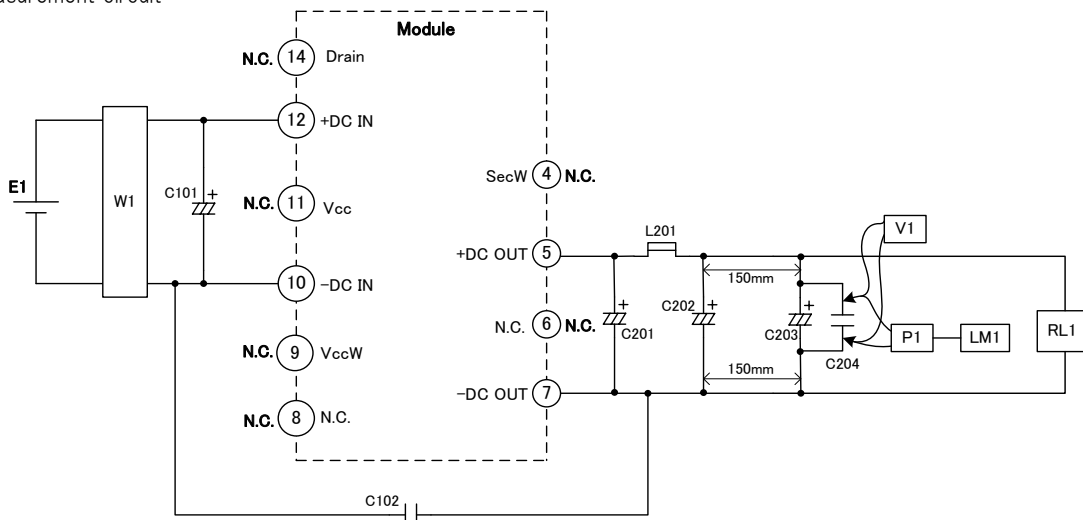 Module
N.C. 14 Drain
12 +DC IN
E1
W1
C101 +
N.C. 11 Vcc
10 -DC IN
N.C. 9 VccW
N.C. 8 N.C.
SecW 4 N.C.
+DC OUT 5
L201
V1
150mm
+
C201
C202 +
N.C. 6 N.C.
+
C203
C204
P1
LM1
RL1
150mm
-DC OUT 7
C102